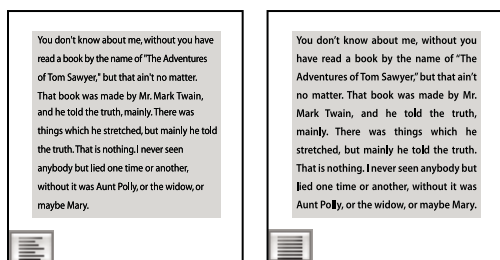 You don't know about me, without you have
read a book by the name of "The Adventures
of Tom Sawyer," but that ain't no matter.
That book was made by Mr. Mark Twain,
and he told the truth, mainly. There was
things which he stretched, but mainly he told
the truth. That is nothing. I never seen
anybody but lied one time or another,
without it was Aunt Polly, or the widow, or
maybe Mary.
You don't know about me, without you
have read a book by the name of "The
Adventures of Tom Sawyer," but that ain't
no matter. That book was made by Mr.
Mark Twain, and he told the truth,
mainly. There was things which he
stretched, but mainly he told the truth.
That is nothing. I never seen anybody but
lied one time or another, without it was
Aunt Polly, or the widow, or maybe Mary.